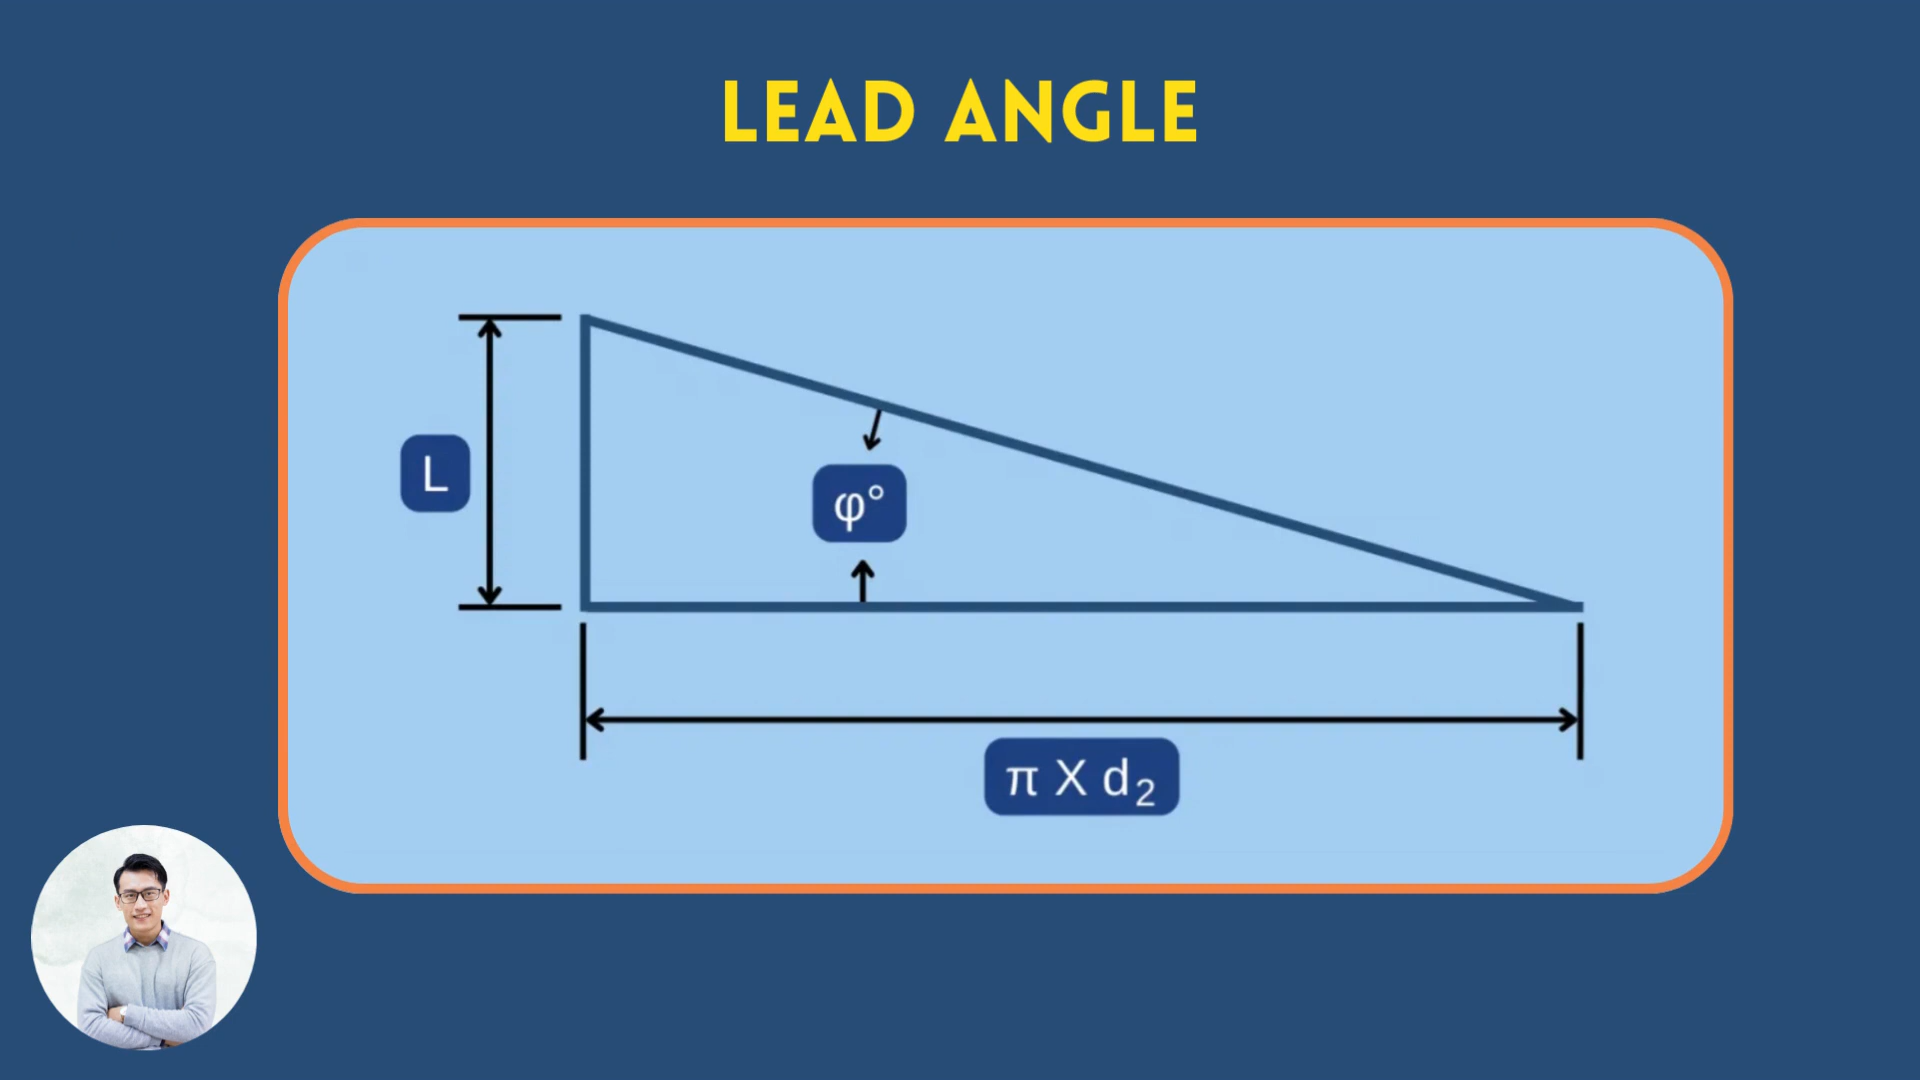 LEAD ANGLE
L
φ°
π X d₂